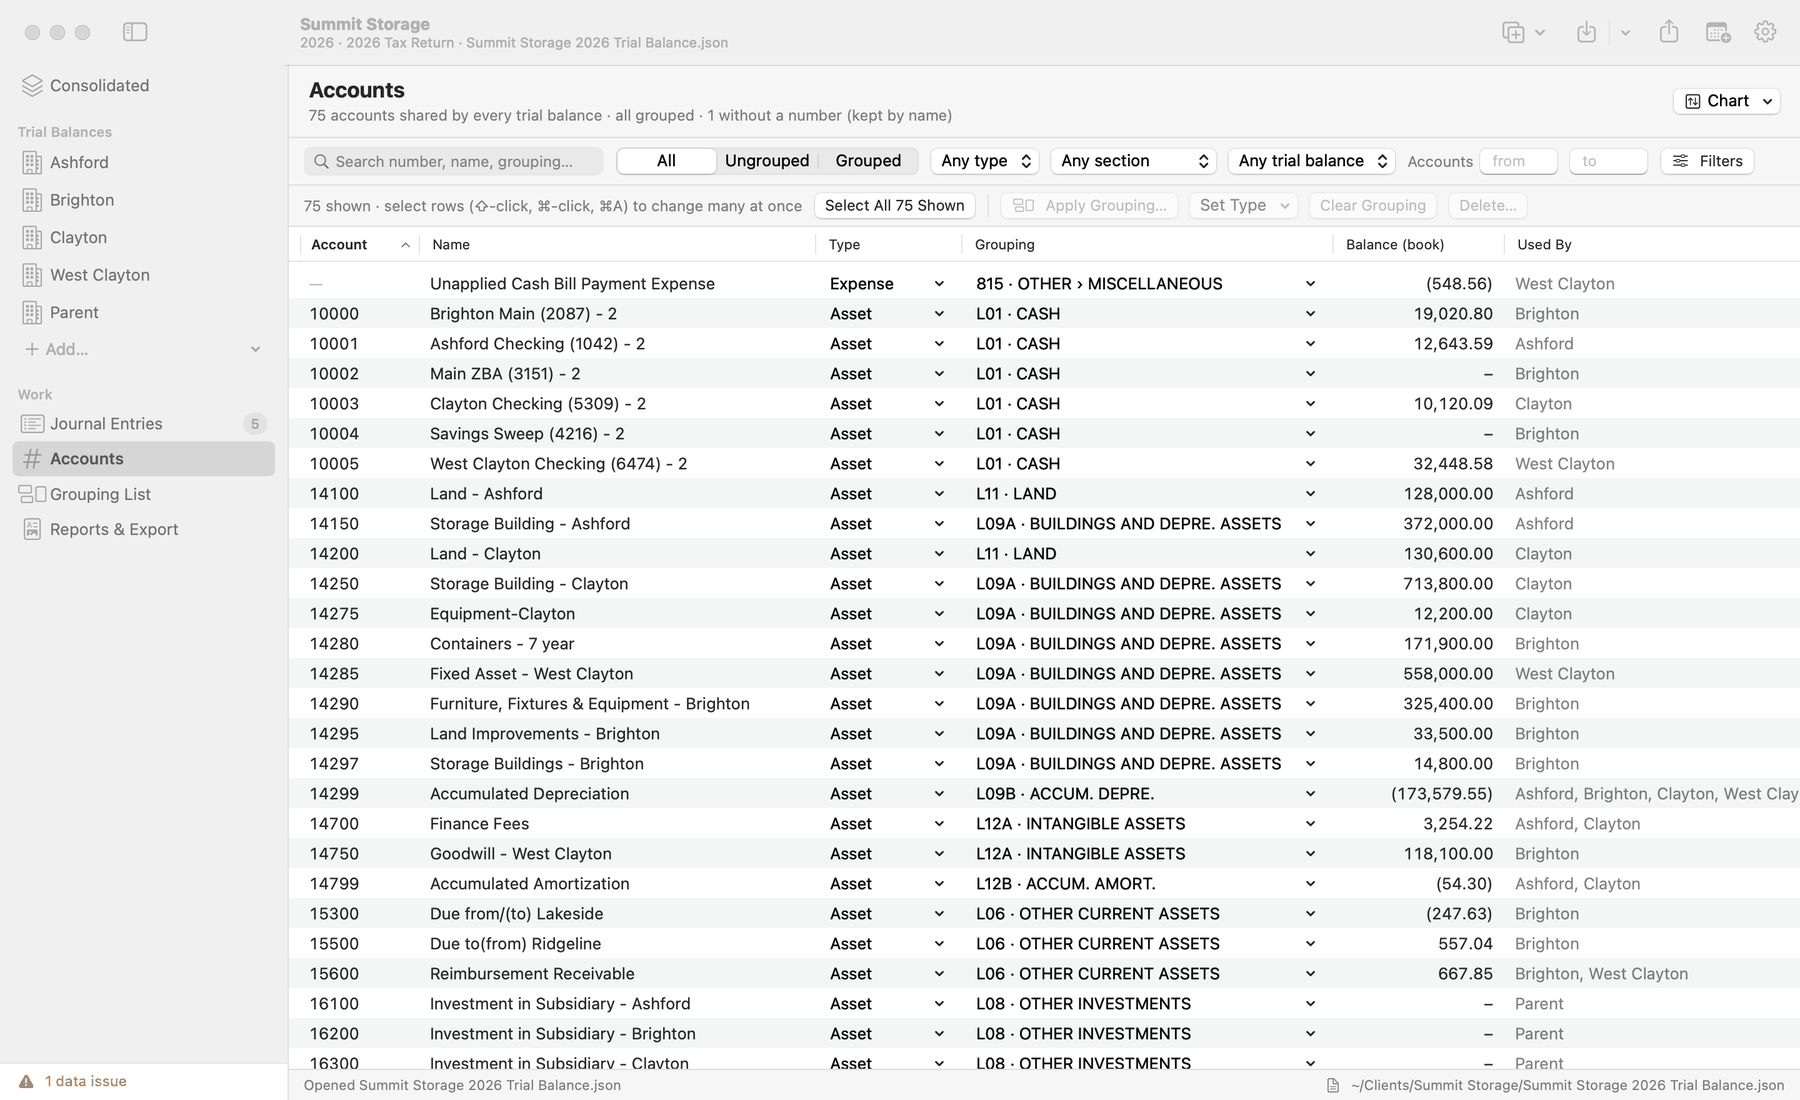 Summit Storage
2026 · 2026 Tax Return · Summit Storage 2026 Trial Balance.json
Consolidated
Trial Balances
Ashford
Brighton
Clayton
West Clayton
Parent
Add...
Work
Journal Entries 5
Accounts
Grouping List
Reports & Export
1 data issue
Accounts
75 accounts shared by every trial balance · all grouped · 1 without a number (kept by name)
Chart
Search number, name, grouping... All Ungrouped Grouped Any type Any section Any trial balance Accounts from to Filters
75 shown · select rows (⇧-click, ⌘-click, ⌘A) to change many at once Select All 75 Shown Apply Grouping... Set Type Clear Grouping Delete...
Account Name Type Grouping Balance (book) Used By
— Unapplied Cash Bill Payment Expense Expense 815 · OTHER › MISCELLANEOUS (548.56) West Clayton
10000 Brighton Main (2087) - 2 Asset L01 · CASH 19,020.80 Brighton
10001 Ashford Checking (1042) - 2 Asset L01 · CASH 12,643.59 Ashford
10002 Main ZBA (3151) - 2 Asset L01 · CASH – Brighton
10003 Clayton Checking (5309) - 2 Asset L01 · CASH 10,120.09 Clayton
10004 Savings Sweep (4216) - 2 Asset L01 · CASH – Brighton
10005 West Clayton Checking (6474) - 2 Asset L01 · CASH 32,448.58 West Clayton
14100 Land - Ashford Asset L11 · LAND 128,000.00 Ashford
14150 Storage Building - Ashford Asset L09A · BUILDINGS AND DEPRE. ASSETS 372,000.00 Ashford
14200 Land - Clayton Asset L11 · LAND 130,600.00 Clayton
14250 Storage Building - Clayton Asset L09A · BUILDINGS AND DEPRE. ASSETS 713,800.00 Clayton
14275 Equipment-Clayton Asset L09A · BUILDINGS AND DEPRE. ASSETS 12,200.00 Clayton
14280 Containers - 7 year Asset L09A · BUILDINGS AND DEPRE. ASSETS 171,900.00 Brighton
14285 Fixed Asset - West Clayton Asset L09A · BUILDINGS AND DEPRE. ASSETS 558,000.00 West Clayton
14290 Furniture, Fixtures & Equipment - Brighton Asset L09A · BUILDINGS AND DEPRE. ASSETS 325,400.00 Brighton
14295 Land Improvements - Brighton Asset L09A · BUILDINGS AND DEPRE. ASSETS 33,500.00 Brighton
14297 Storage Buildings - Brighton Asset L09A · BUILDINGS AND DEPRE. ASSETS 14,800.00 Brighton
14299 Accumulated Depreciation Asset L09B · ACCUM. DEPRE. (173,579.55) Ashford, Brighton, Clayton, West Clay
14700 Finance Fees Asset L12A · INTANGIBLE ASSETS 3,254.22 Ashford, Clayton
14750 Goodwill - West Clayton Asset L12A · INTANGIBLE ASSETS 118,100.00 Brighton
14799 Accumulated Amortization Asset L12B · ACCUM. AMORT. (54.30) Ashford, Clayton
15300 Due from/(to) Lakeside Asset L06 · OTHER CURRENT ASSETS (247.63) Brighton
15500 Due to(from) Ridgeline Asset L06 · OTHER CURRENT ASSETS 557.04 Brighton
15600 Reimbursement Receivable Asset L06 · OTHER CURRENT ASSETS 667.85 Brighton, West Clayton
16100 Investment in Subsidiary - Ashford Asset L08 · OTHER INVESTMENTS – Parent
16200 Investment in Subsidiary - Brighton Asset L08 · OTHER INVESTMENTS – Parent
16300 Investment in Subsidiary - Clayton Asset L08 · OTHER INVESTMENTS – Parent
Opened Summit Storage 2026 Trial Balance.json
~/Clients/Summit Storage/Summit Storage 2026 Trial Balance.json